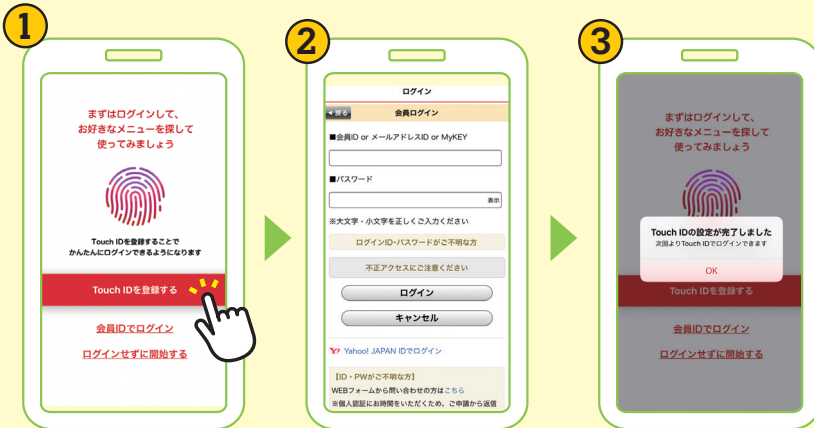 1
まずはログインして、
お好きなメニューを探して
使ってみましょう
Touch IDを登録することで
かんたんにログインできるようになります
Touch IDを登録する
会員IDでログイン
ログインせずに開始する
2
ログイン
戻る
会員ログイン
■会員ID or メールアドレスID or MyKEY
■パスワード
表示
※大文字・小文字を正しくご入力ください
ログインID・パスワードがご不明な方
不正アクセスにご注意ください
ログイン
キャンセル
Y? Yahoo! JAPAN IDでログイン
【ID・PWがご不明な方】
WEBフォームから問い合わせの方はこちら
※個人認証にお時間をいただくため、ご申請から返信
3
まずはログインして、
お好きなメニューを探して
使ってみましょう
Touch IDの設定が完了しました
次回よりTouch IDでログインできます
OK
Touch IDを登録する
会員IDでログイン
ログインせずに開始する